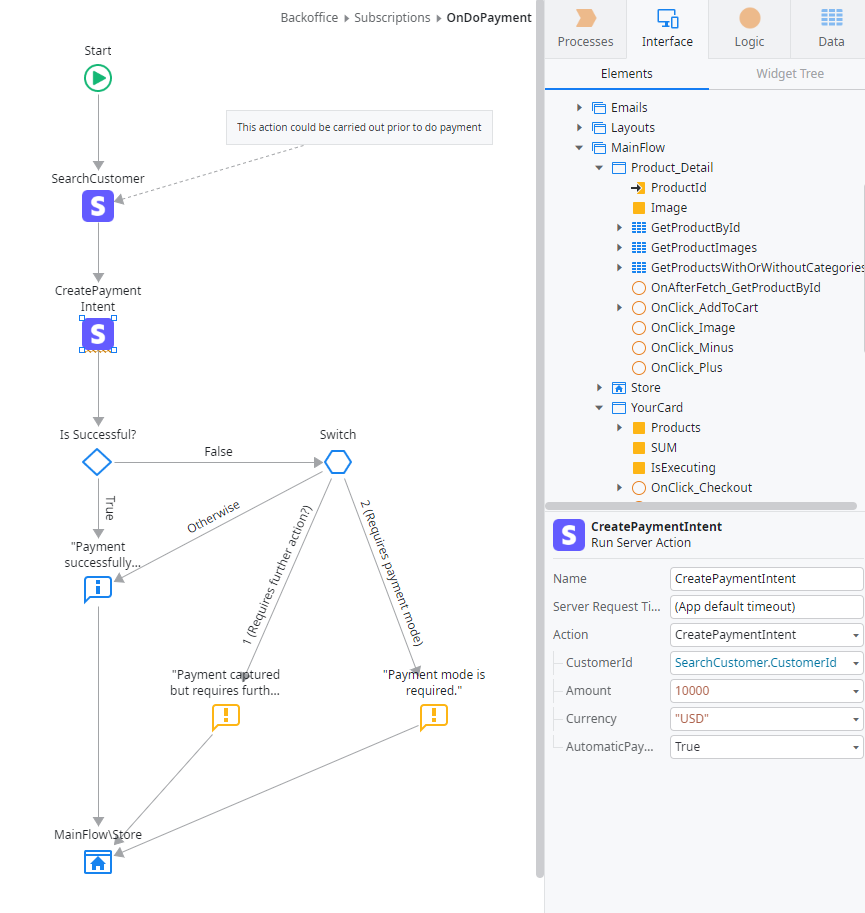 Backoffice ▸ Subscriptions ▸ OnDoPayment
Start
This action could be carried out prior to do payment
SearchCustomer
S
CreatePayment
Intent
S
Is Successful?
False
Switch
True
Otherwise
1 (Requires further action?)
2 (Requires payment mode)
"Payment
successfully...
"Payment captured
but requires furth...
"Payment mode is
required."
MainFlow\Store
Processes
Interface
Logic
Data
Elements
Widget Tree
Emails
Layouts
MainFlow
Product_Detail
ProductId
Image
GetProductById
GetProductImages
GetProductsWithOrWithoutCategories
OnAfterFetch_GetProductById
OnClick_AddToCart
OnClick_Image
OnClick_Minus
OnClick_Plus
Store
YourCard
Products
SUM
IsExecuting
OnClick_Checkout
S
CreatePaymentIntent
Run Server Action
Name CreatePaymentIntent
Server Request Ti... (App default timeout)
Action CreatePaymentIntent
CustomerId SearchCustomer.CustomerId
Amount 10000
Currency "USD"
AutomaticPay... True